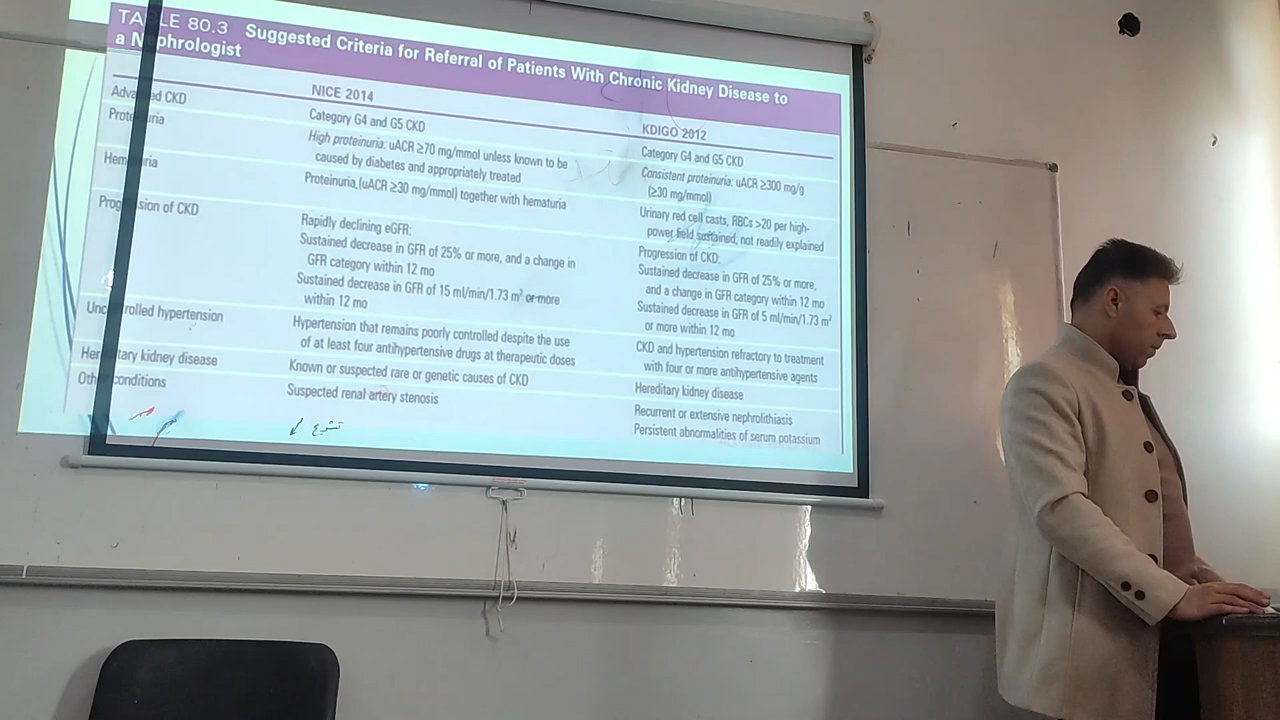 TABLE 80.3 Suggested Criteria for Referral of Patients With Chronic Kidney Disease to
a Nephrologist
NICE 2014
KDIGO 2012
Advanced CKD
Category G4 and G5 CKD
Category G4 and G5 CKD
Proteinuria
High proteinuria: uACR ≥70 mg/mmol unless known to be
caused by diabetes and appropriately treated
Consistent proteinuria: uACR ≥300 mg/g
(≥30 mg/mmol)
Hematuria
Proteinuria, (uACR ≥30 mg/mmol) together with hematuria
Urinary red cell casts, RBCs >20 per high-
power field sustained, not readily explained
Progression of CKD
Rapidly declining eGFR:
Sustained decrease in GFR of 25% or more, and a change in
GFR category within 12 mo
Sustained decrease in GFR of 15 ml/min/1.73 m² or more
within 12 mo
Progression of CKD:
Sustained decrease in GFR of 25% or more,
and a change in GFR category within 12 mo
Sustained decrease in GFR of 5 ml/min/1.73 m²
or more within 12 mo
Uncontrolled hypertension
Hypertension that remains poorly controlled despite the use
of at least four antihypertensive drugs at therapeutic doses
CKD and hypertension refractory to treatment
with four or more antihypertensive agents
Hereditary kidney disease
Known or suspected rare or genetic causes of CKD
Hereditary kidney disease
Other conditions
Suspected renal artery stenosis
Recurrent or extensive nephrolithiasis
Persistent abnormalities of serum potassium